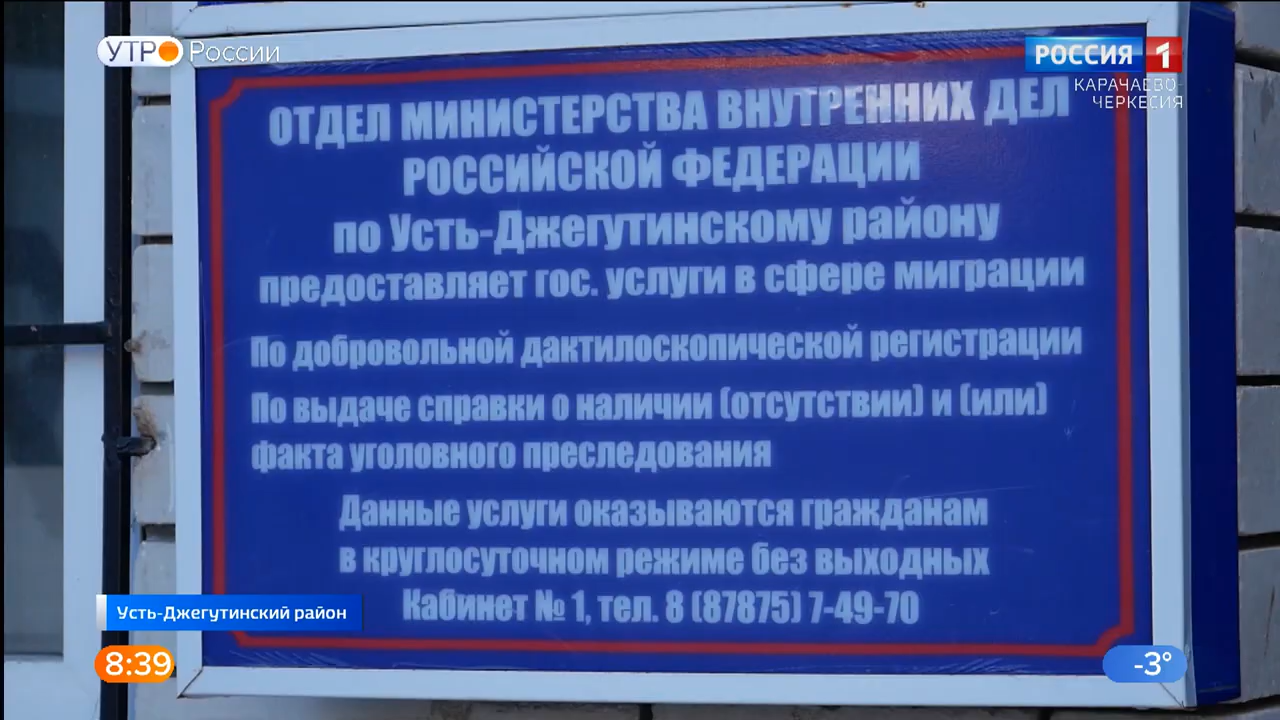 УТРО России
РОССИЯ 1
КАРАЧАЕВО-
ЧЕРКЕСИЯ
ОТДЕЛ МИНИСТЕРСТВА ВНУТРЕННИХ ДЕЛ
РОССИЙСКОЙ ФЕДЕРАЦИИ
по Усть-Джегутинскому району
предоставляет гос. услуги в сфере миграции
По добровольной дактилоскопической регистрации
По выдаче справки о наличии (отсутствии) и (или)
факта уголовного преследования
Данные услуги оказываются гражданам
в круглосуточном режиме без выходных
Кабинет № 1, тел. 8 (87875) 7-49-70
Усть-Джегутинский район
8:39
-3°